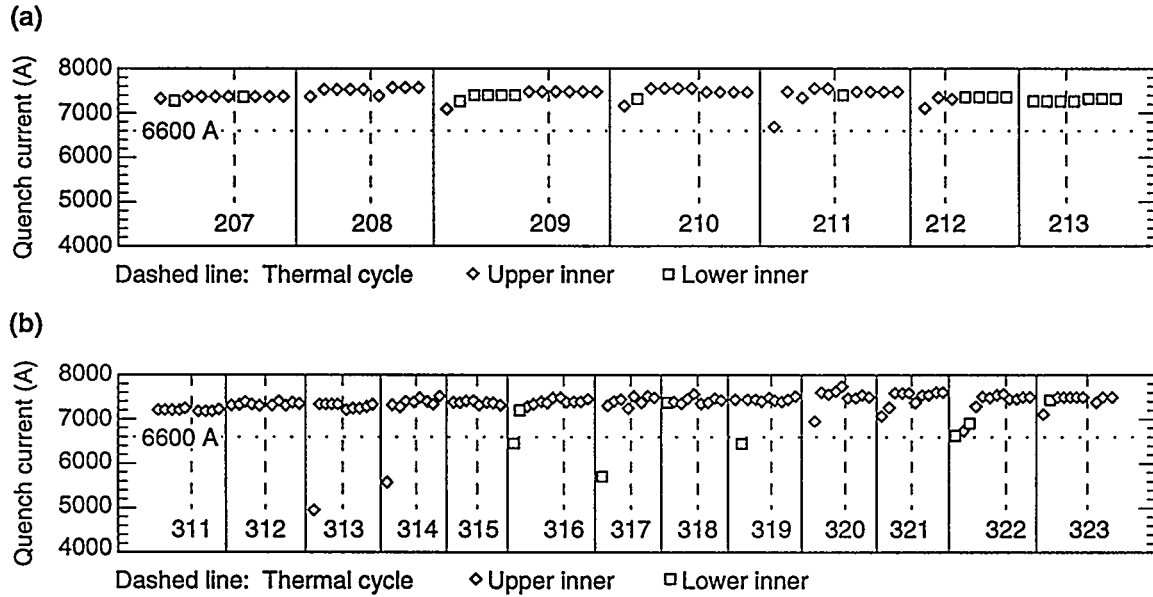 (a)
Quench current (A)
8000
7000
6000
5000
4000
6600 A
207 208 209 210 211 212 213
Dashed line: Thermal cycle Upper inner Lower inner
(b)
Quench current (A)
8000
7000
6000
5000
4000
6600 A
311 312 313 314 315 316 317 318 319 320 321 322 323
Dashed line: Thermal cycle Upper inner Lower inner